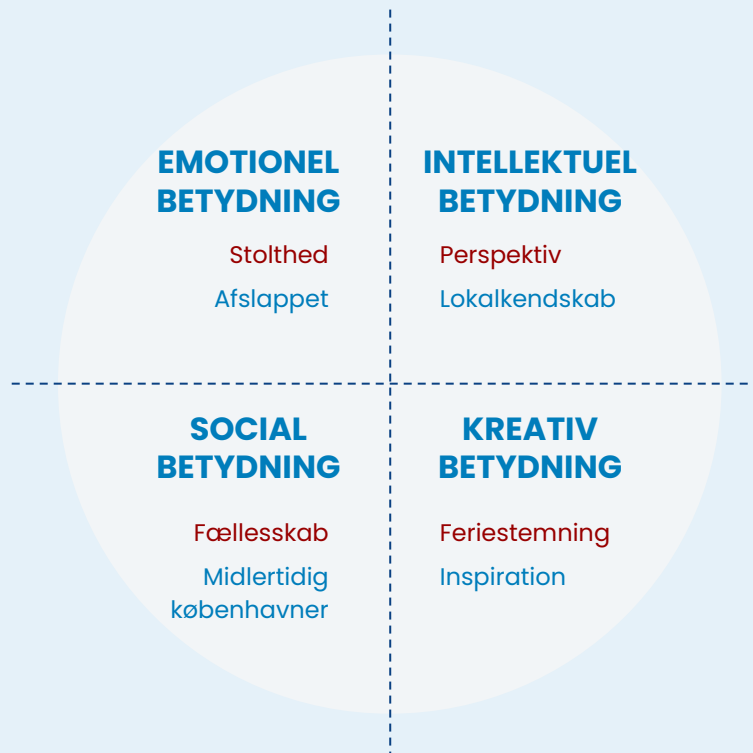 EMOTIONEL
BETYDNING
Stolthed
Afslappet
INTELLEKTUEL
BETYDNING
Perspektiv
Lokalkendskab
SOCIAL
BETYDNING
Fællesskab
Midlertidig
københavner
KREATIV
BETYDNING
Feriestemning
Inspiration